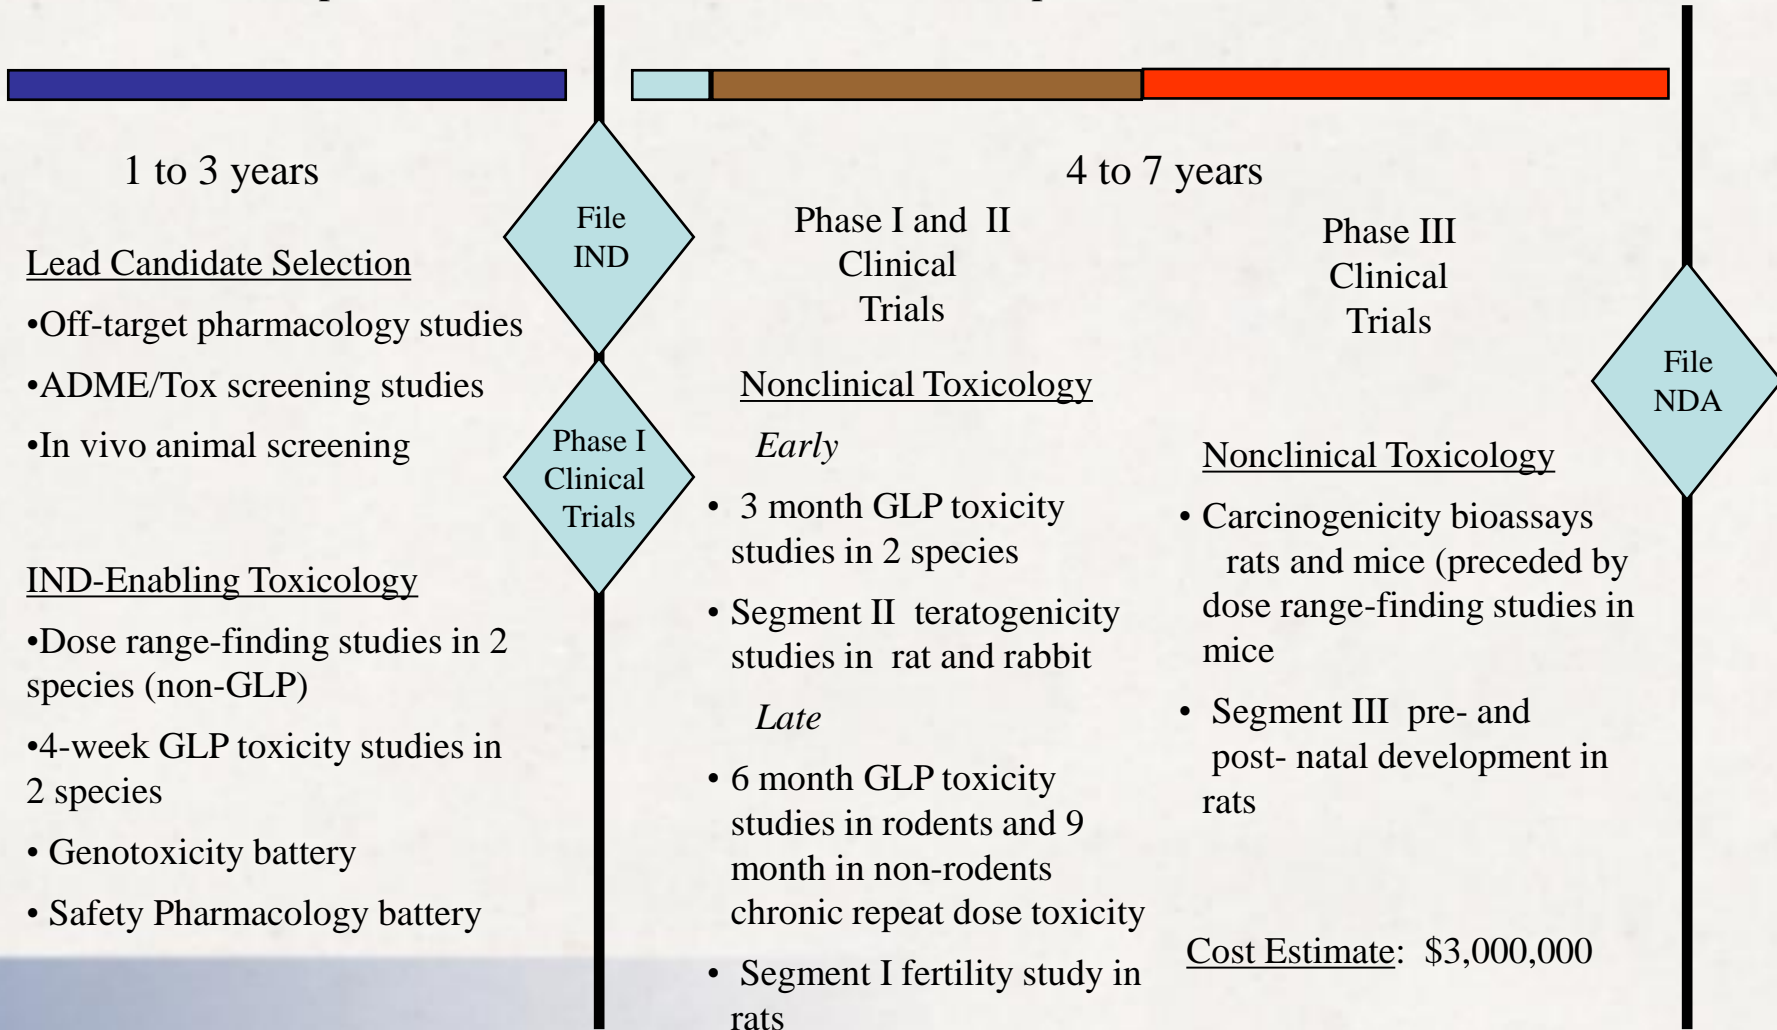 1 to 3 years
Lead Candidate Selection
•Off-target pharmacology studies
•ADME/Tox screening studies
•In vivo animal screening
IND-Enabling Toxicology
•Dose range-finding studies in 2
species (non-GLP)
•4-week GLP toxicity studies in
2 species
• Genotoxicity battery
• Safety Pharmacology battery
File
IND
Phase I
Clinical
Trials
4 to 7 years
Phase I and II
Clinical
Trials
Nonclinical Toxicology
Early
• 3 month GLP toxicity
studies in 2 species
• Segment II teratogenicity
studies in rat and rabbit
Late
• 6 month GLP toxicity
studies in rodents and 9
month in non-rodents
chronic repeat dose toxicity
• Segment I fertility study in
rats
Phase III
Clinical
Trials
Nonclinical Toxicology
• Carcinogenicity bioassays
rats and mice (preceded by
dose range-finding studies in
mice
• Segment III pre- and
post- natal development in
rats
Cost Estimate: $3,000,000
File
NDA